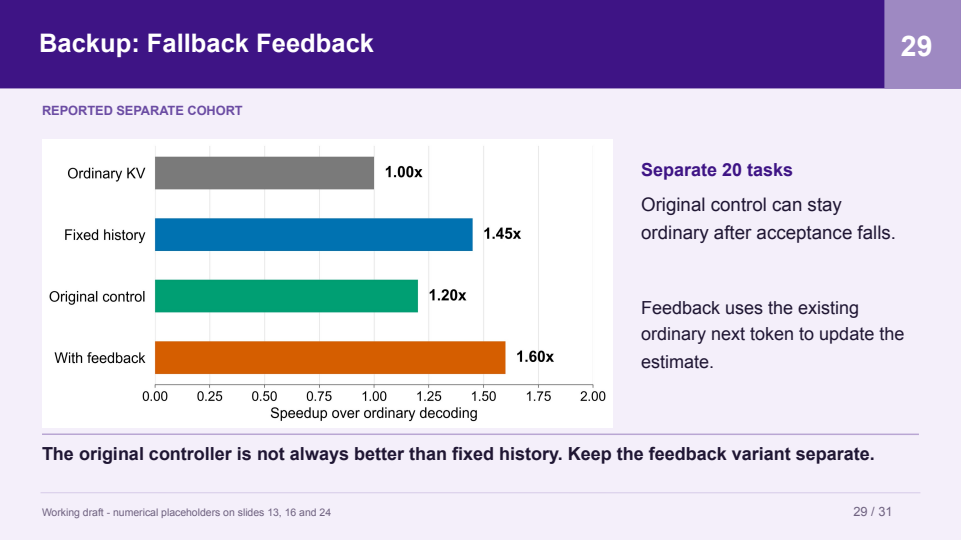 Backup: Fallback Feedback
29
REPORTED SEPARATE COHORT
Ordinary KV
1.00x
Fixed history
1.45x
Original control
1.20x
With feedback
1.60x
0.00 0.25 0.50 0.75 1.00 1.25 1.50 1.75 2.00
Speedup over ordinary decoding
Separate 20 tasks
Original control can stay
ordinary after acceptance falls.
Feedback uses the existing
ordinary next token to update the
estimate.
The original controller is not always better than fixed history. Keep the feedback variant separate.
Working draft - numerical placeholders on slides 13, 16 and 24
29 / 31